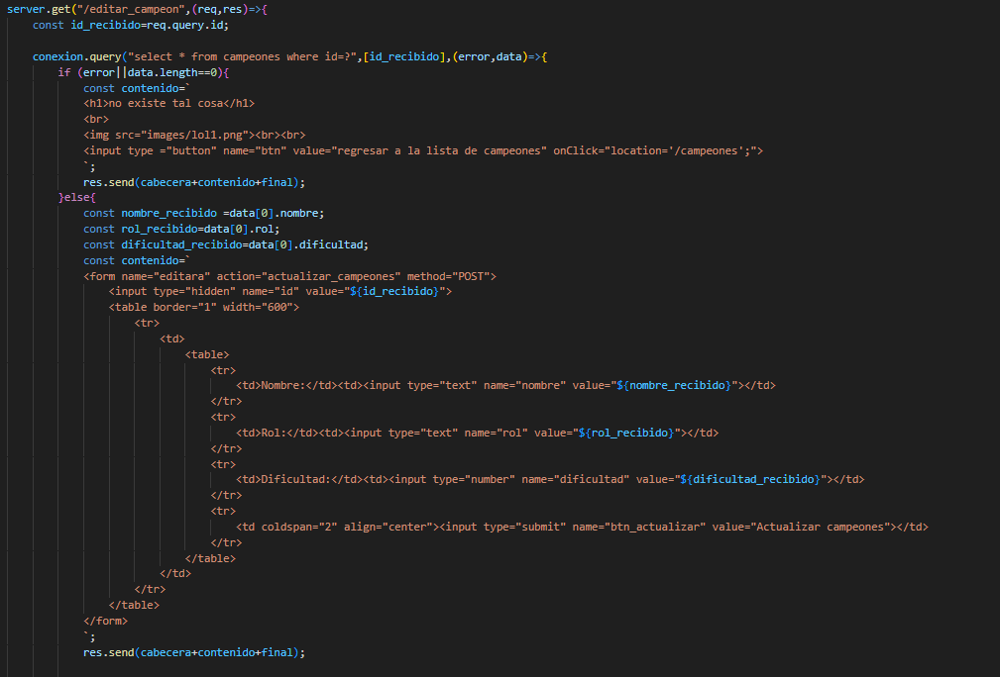 server.get("/editar_campeon",(req,res)=>{
const id_recibido=req.query.id;
conexion.query("select * from campeones where id=?",[id_recibido],(error,data)=>{
if (error||data.length==0){
const contenido=`
<h1>no existe tal cosa</h1>
<br>
<img src="images/lol1.png"><br><br>
<input type ="button" name="btn" value="regresar a la lista de campeones" onClick="location='/campeones';">
`;
res.send(cabecera+contenido+final);
}else{
const nombre_recibido =data[0].nombre;
const rol_recibido=data[0].rol;
const dificultad_recibido=data[0].dificultad;
const contenido=`
<form name="editara" action="actualizar_campeones" method="POST">
<input type="hidden" name="id" value="${id_recibido}">
<table border="1" width="600">
<tr>
<td>
<table>
<tr>
<td>Nombre:</td><td><input type="text" name="nombre" value="${nombre_recibido}"></td>
</tr>
<tr>
<td>Rol:</td><td><input type="text" name="rol" value="${rol_recibido}"></td>
</tr>
<tr>
<td>Dificultad:</td><td><input type="number" name="dificultad" value="${dificultad_recibido}"></td>
</tr>
<tr>
<td coldspan="2" align="center"><input type="submit" name="btn_actualizar" value="Actualizar campeones"></td>
</tr>
</table>
</td>
</tr>
</table>
</form>
`;
res.send(cabecera+contenido+final);